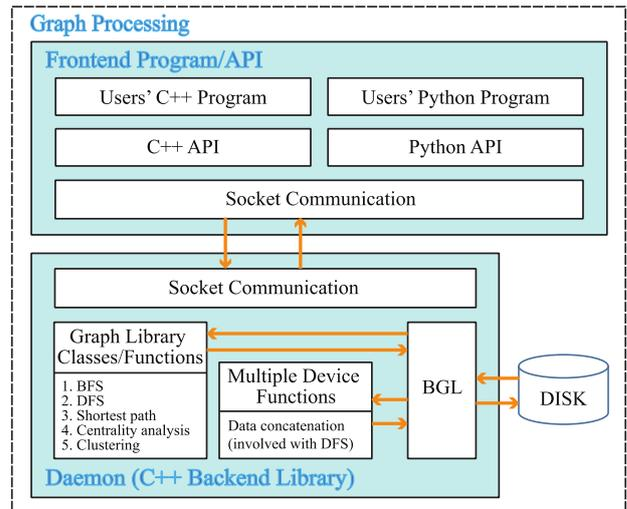 Graph Processing
Frontend Program/API
Users' C++ Program
Users' Python Program
C++ API
Python API
Socket Communication
Socket Communication
Graph Library
Classes/Functions
1. BFS
2. DFS
3. Shortest path
4. Centrality analysis
5. Clustering
Multiple Device
Functions
Data concatenation
(involved with DFS)
BGL
DISK
Daemon (C++ Backend Library)